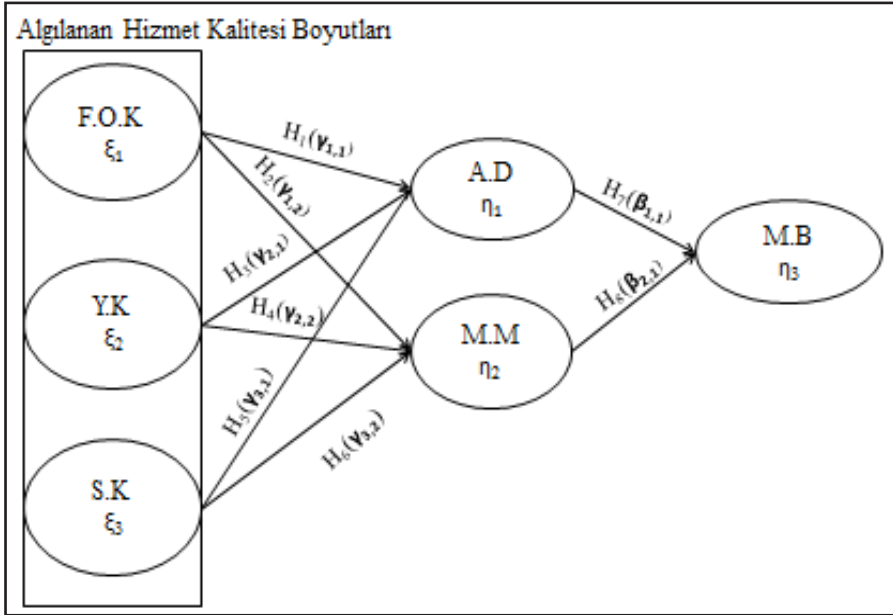 Algılanan Hizmet Kalitesi Boyutları
F.O.K
ξ₁
H₁(γ₁,₁)
H₂(γ₁,₂)
A.D
η₁
H₇(β₁,₁)
H₃(γ₂,₁)
Y.K
ξ₂
H₄(γ₂,₂)
M.B
η₃
H₈(β₂,₁)
M.M
η₂
H₅(γ₃,₁)
H₆(γ₃,₂)
S.K
ξ₃